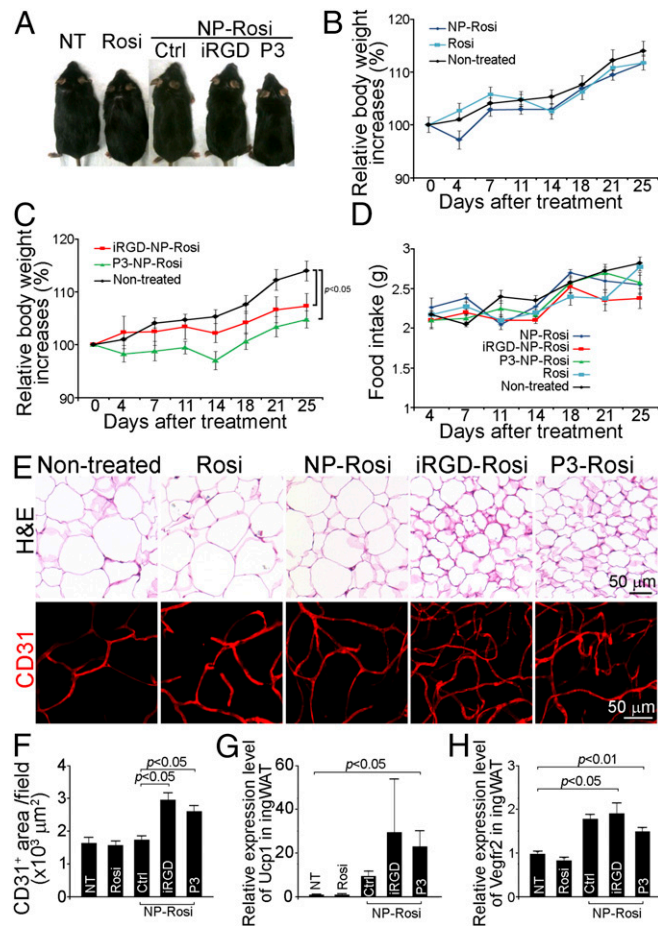 A
NP-Rosi
NT Rosi Ctrl iRGD P3
B
NP-Rosi
Rosi
Non-treated
Relative body weight
increases (%)
120
110
100
90
0 4 7 11 14 18 21 25
Days after treatment
C
iRGD-NP-Rosi
P3-NP-Rosi
Non-treated
p<0.05
Relative body weight
increases (%)
120
110
100
90
0 4 7 11 14 18 21 25
Days after treatment
D
Food intake (g)
3
2.5
2
1.5
1
NP-Rosi
iRGD-NP-Rosi
P3-NP-Rosi
Rosi
Non-treated
4 7 11 14 18 21 25
Days after treatment
E
Non-treated Rosi NP-Rosi iRGD-Rosi P3-Rosi
H&E
50 μm
CD31
50 μm
F
CD31+ area /field
(x10³ μm²)
4
3
2
1
0
p<0.05
p<0.05
NT Rosi Ctrl iRGD P3
NP-Rosi
G
Relative expression level
of Ucp1 in ingWAT
60
40
20
0
p<0.05
NT Rosi Ctrl iRGD P3
NP-Rosi
H
Relative expression level
of Vegfr2 in ingWAT
3
2
1
0
p<0.01
p<0.05
NT Rosi Ctrl iRGD P3
NP-Rosi